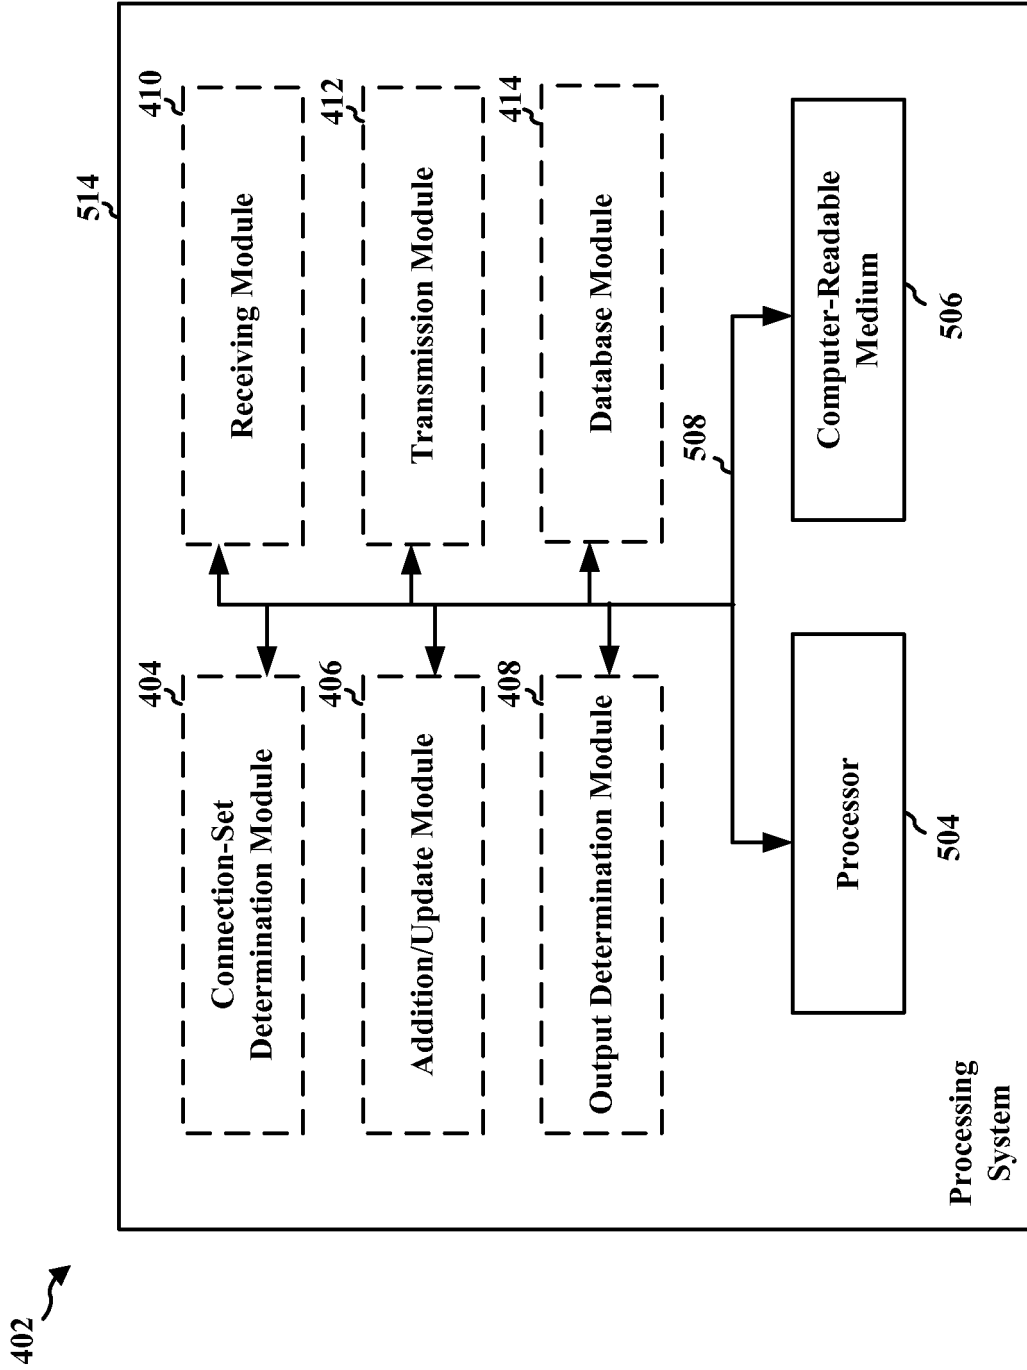 402
514
404
Connection-Set
Determination Module
410
Receiving Module
406
Addition/Update Module
412
Transmission Module
408
Output Determination Module
414
Database Module
508
Processor
504
Computer-Readable
Medium
506
Processing
System